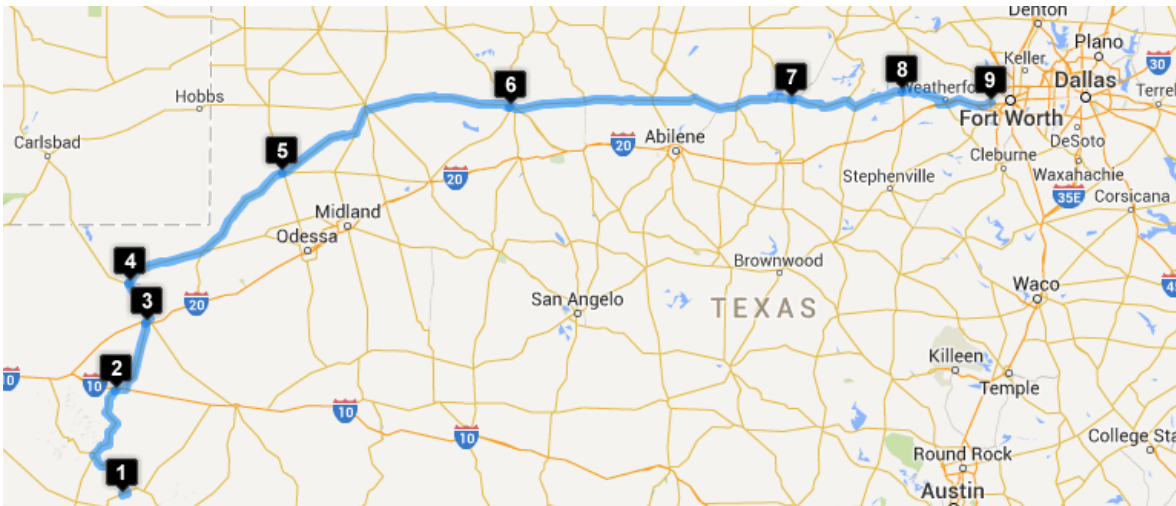 Denton
Plano
Keller
30
6
7
8
9
Dallas
Hobbs
Weatherfo
Terrel
Fort Worth
5
Abilene
20
DeSoto
Carlsbad
Cleburne
20
Stephenville
Waxahachie
35E
Corsicana
Midland
Odessa
4
Brownwood
3
20
San Angelo
TEXAS
Waco
4
2
Killeen
10
10
Temple
10
10
College Sta
1
Round Rock
Austin